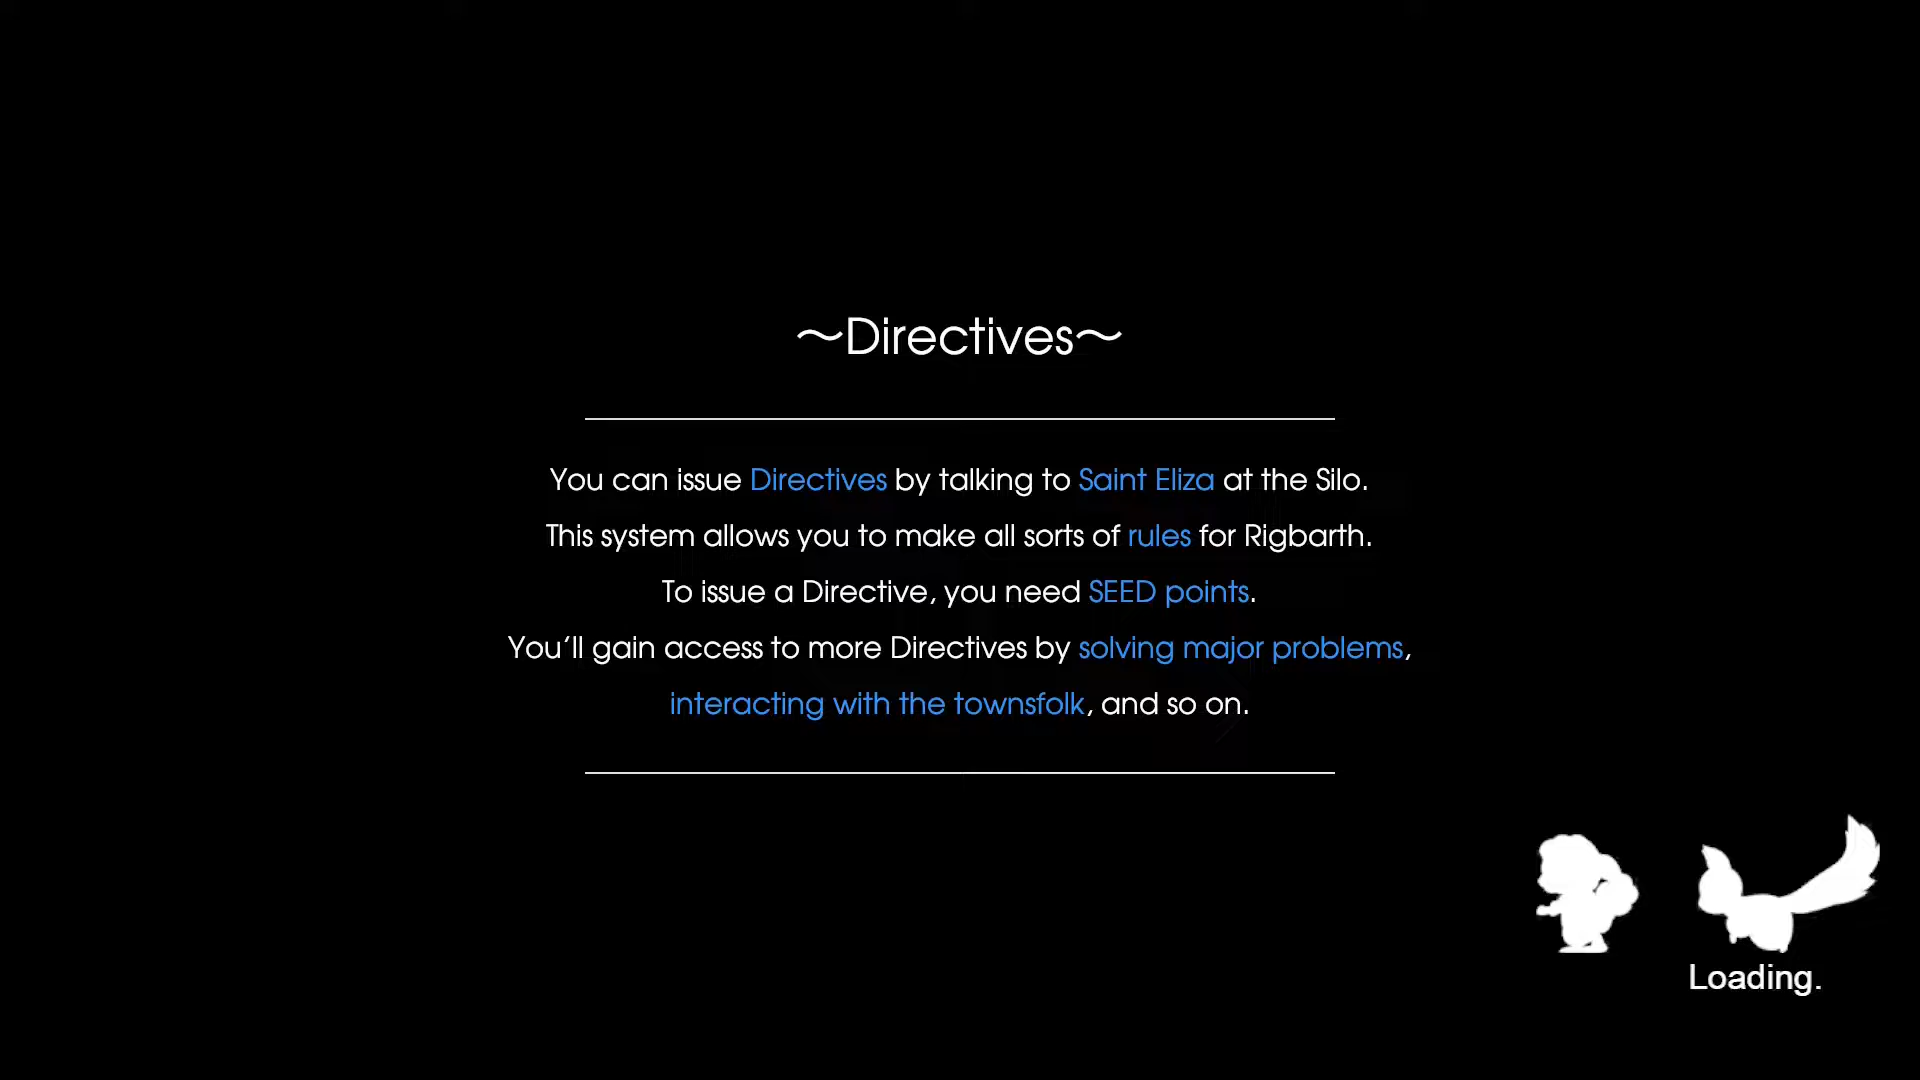 ～Directives～
You can issue Directives by talking to Saint Eliza at the Silo.
This system allows you to make all sorts of rules for Rigbarth.
To issue a Directive, you need SEED points.
You'll gain access to more Directives by solving major problems,
interacting with the townsfolk, and so on.
Loading.